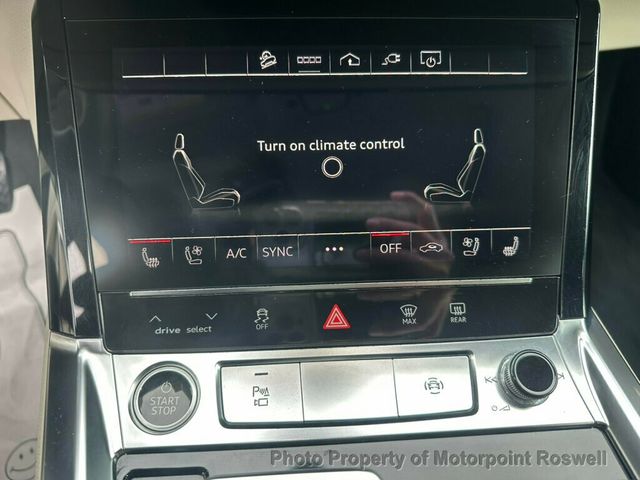 Turn on climate control
A/C SYNC ... OFF
drive select OFF MAX REAR
START
STOP
P
Photo Property of Motorpoint Roswell